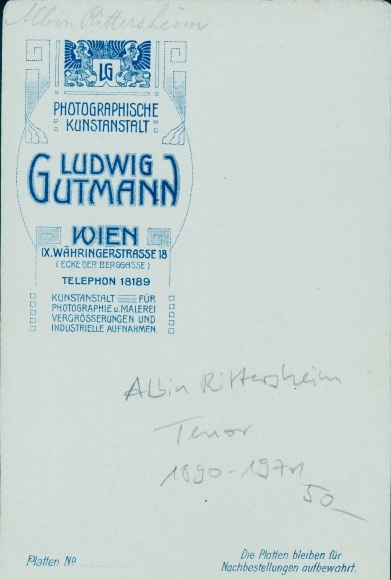 Albin Rittersheim
LG
PHOTOGRAPHISCHE
KUNSTANSTALT
LUDWIG
GUTMANN
WIEN
IX. WÄHRINGERSTRASSE 18
(ECKE DER BERGGASSE)
TELEPHON 18189
KUNSTANSTALT FÜR
PHOTOGRAPHIE U. MALEREI
VERGRÖSSERUNGEN UND
INDUSTRIELLE AUFNAHMEN.
Albin Rittersheim
Tenor
1890-1971
50_
Platten No
Die Platten bleiben für
Nachbestellungen aufbewahrt.